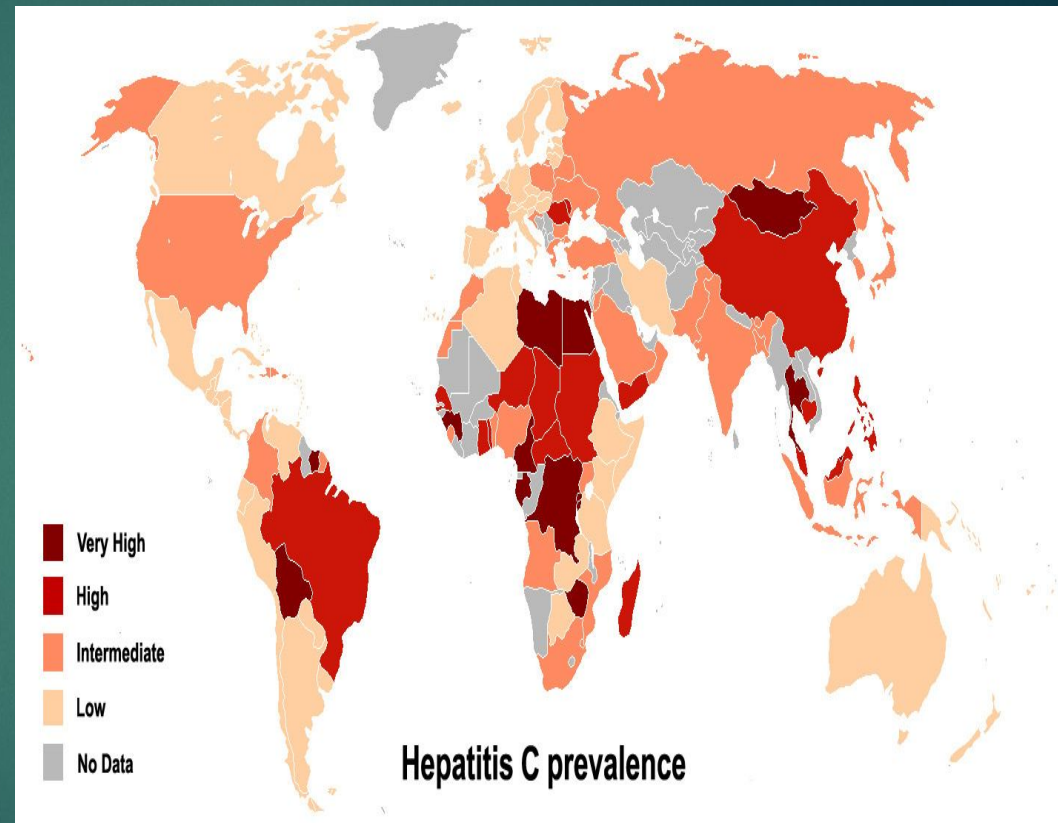 Very High
High
Intermediate
Low
No Data
Hepatitis C prevalence